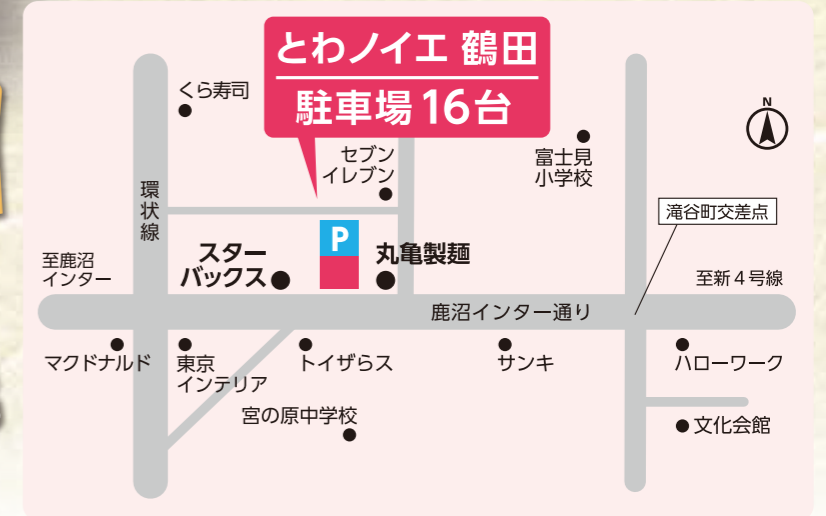 とわノイエ 鶴田
駐車場16台
くら寿司
セブン
イレブン
富士見
小学校
N
環状線
滝谷町交差点
P
スター
バックス
丸亀製麺
至鹿沼
インター
至新4号線
鹿沼インター通り
マクドナルド
東京
インテリア
トイザらス
サンキ
ハローワーク
宮の原中学校
文化会館